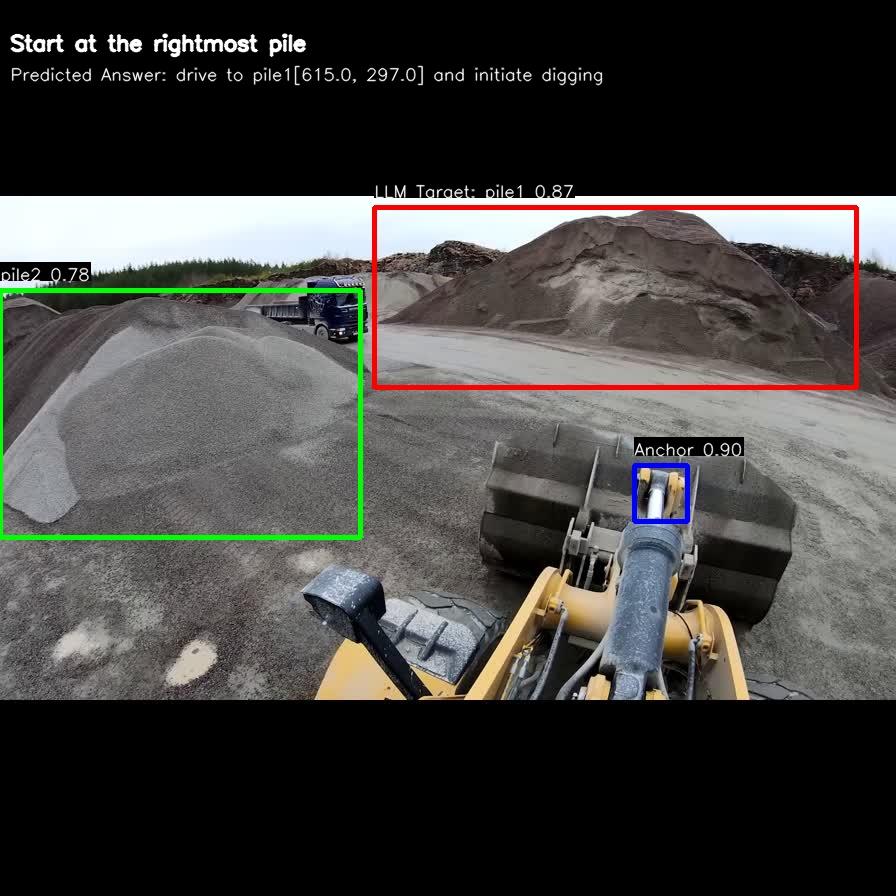 Start at the rightmost pile
Predicted Answer: drive to pile1[615.0, 297.0] and initiate digging
LLM Target: pile1 0.87
pile2 0.78
Anchor 0.90